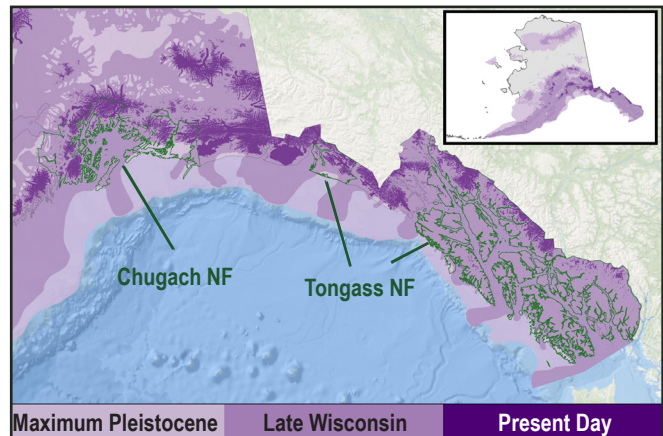 Chugach NF
Tongass NF
Maximum Pleistocene
Late Wisconsin
Present Day